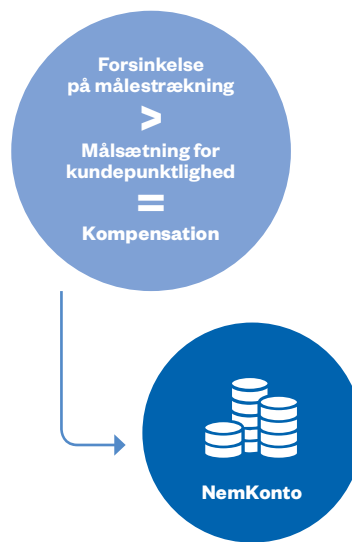 Forsinkelse
på målestrækning
>
Målsætning for
kundepunktlighed
=
Kompensation
NemKonto